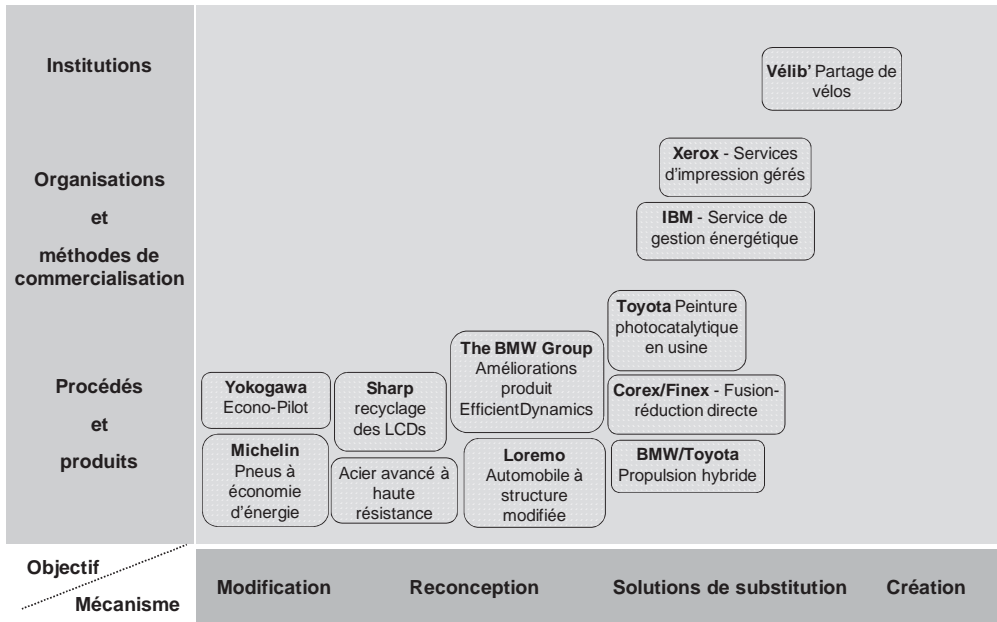 Institutions
Vélib' Partage de
vélos
Organisations
et
méthodes de
commercialisation
Xerox - Services
d'impression gérés
IBM - Service de
gestion énergétique
Procédés
et
produits
Toyota Peinture
photocatalytique
en usine
The BMW Group
Améliorations
produit
EfficientDynamics
Yokogawa
Econo-Pilot
Sharp
recyclage
des LCDs
Corex/Finex - Fusion-
réduction directe
Michelin
Pneus à
économie
d'énergie
Acier avancé à
haute
résistance
Loremo
Automobile à
structure
modifiée
BMW/Toyota
Propulsion hybride
Objectif
Mécanisme
Modification
Reconception
Solutions de substitution
Création